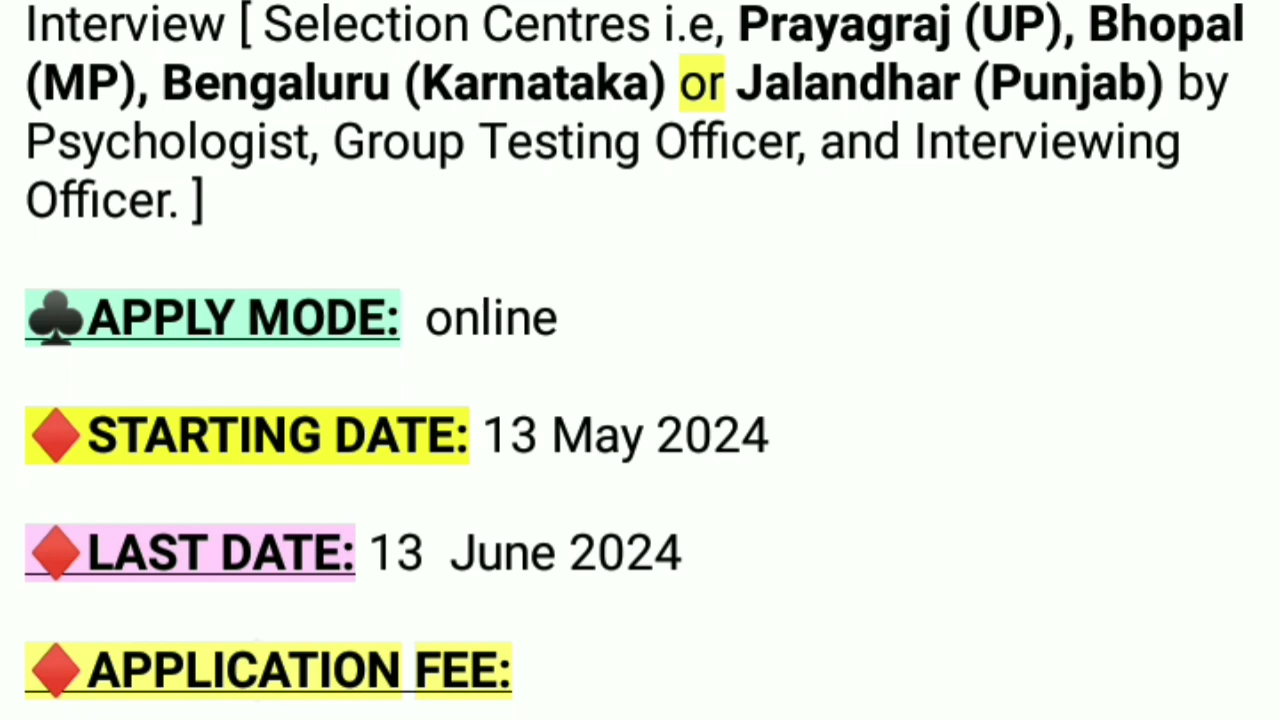 Interview [ Selection Centres i.e, Prayagraj (UP), Bhopal
(MP), Bengaluru (Karnataka) or Jalandhar (Punjab) by
Psychologist, Group Testing Officer, and Interviewing
Officer. ]
♣️APPLY MODE: online
♦️STARTING DATE: 13 May 2024
♦️LAST DATE: 13 June 2024
♦️APPLICATION FEE: